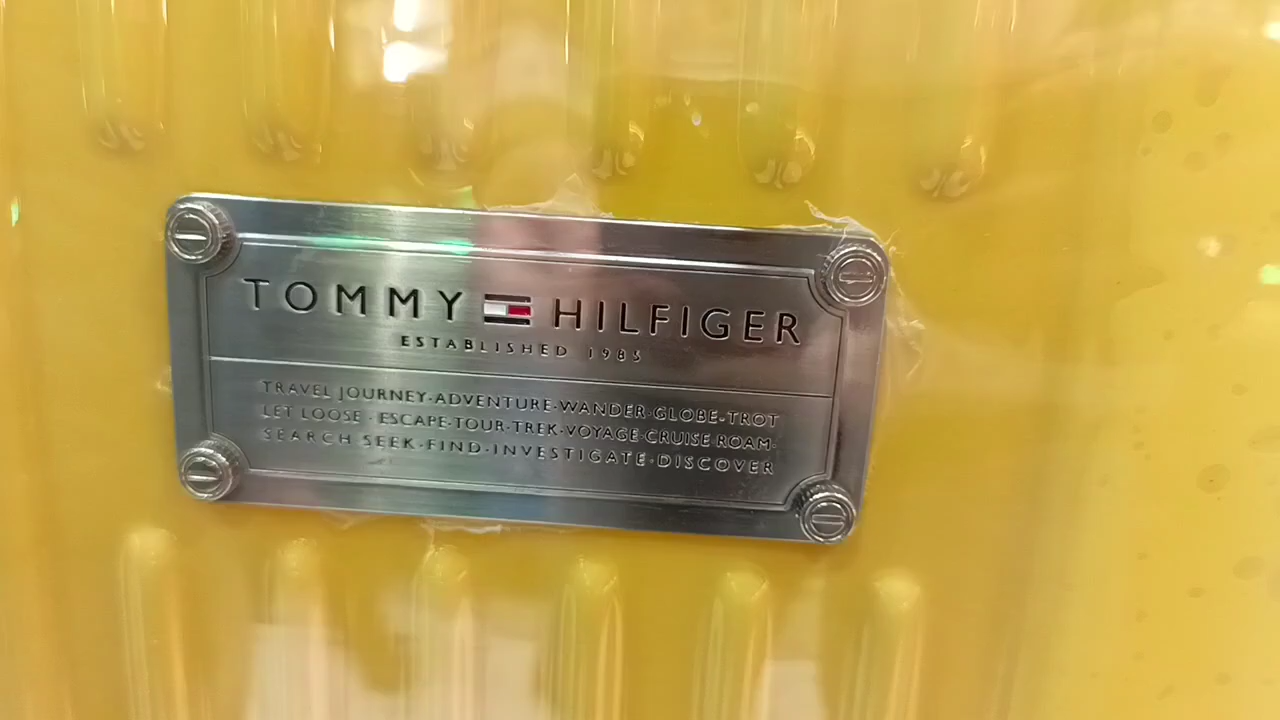 TOMMY HILFIGER
ESTABLISHED 1985
TRAVEL JOURNEY·ADVENTURE·WANDER·GLOBE-TROT
LET LOOSE · ESCAPE·TOUR·TREK·VOYAGE·CRUISE·ROAM·
SEARCH SEEK·FIND·INVESTIGATE·DISCOVER